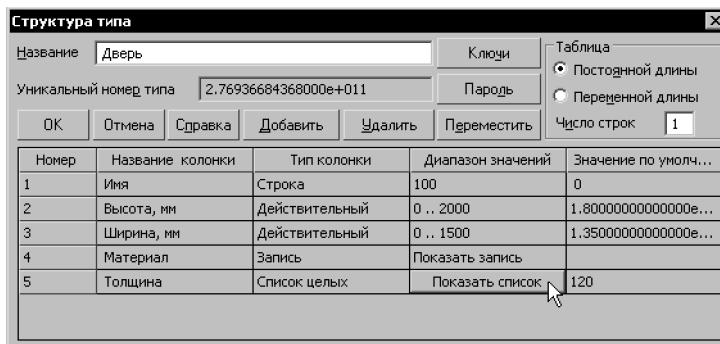 Структура типа
Название Дверь Ключи Таблица
Постоянной длины
Уникальный номер типа 2.76936684368000e+011 Пароль Переменной длины
ОК Отмена Справка Добавить Удалить Переместить Число строк 1
Номер Название колонки Тип колонки Диапазон значений Значение по умолч...
1 Имя Строка 100 0
2 Высота, мм Действительный 0 .. 2000 1.80000000000000e...
3 Ширина, мм Действительный 0 .. 1500 1.35000000000000e...
4 Материал Запись Показать запись
5 Толщина Список целых Показать список 120